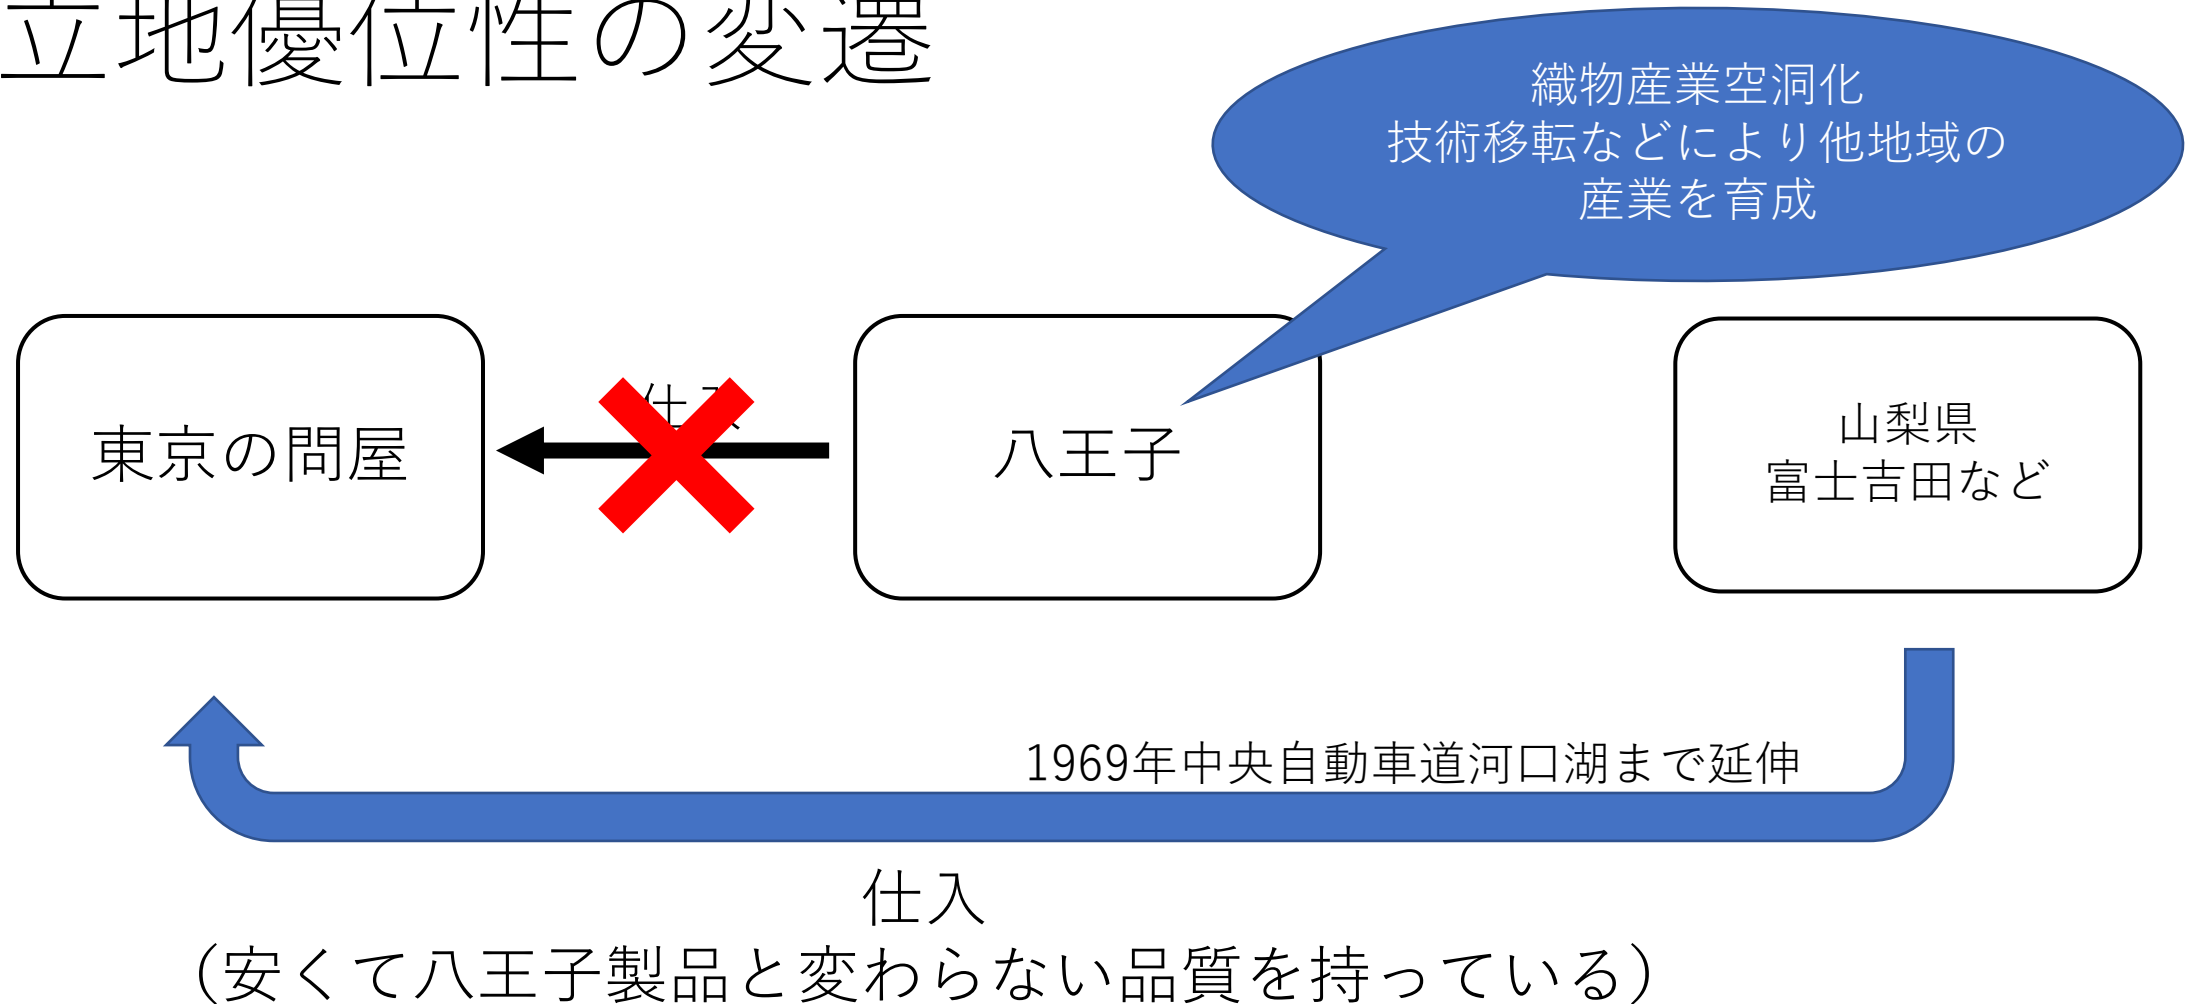 立地優位性の変遷
織物産業空洞化
技術移転などにより他地域の
産業を育成
東京の問屋
仕入
八王子
山梨県
富士吉田など
1969年中央自動車道河口湖まで延伸
仕入
（安くて八王子製品と変わらない品質を持っている）